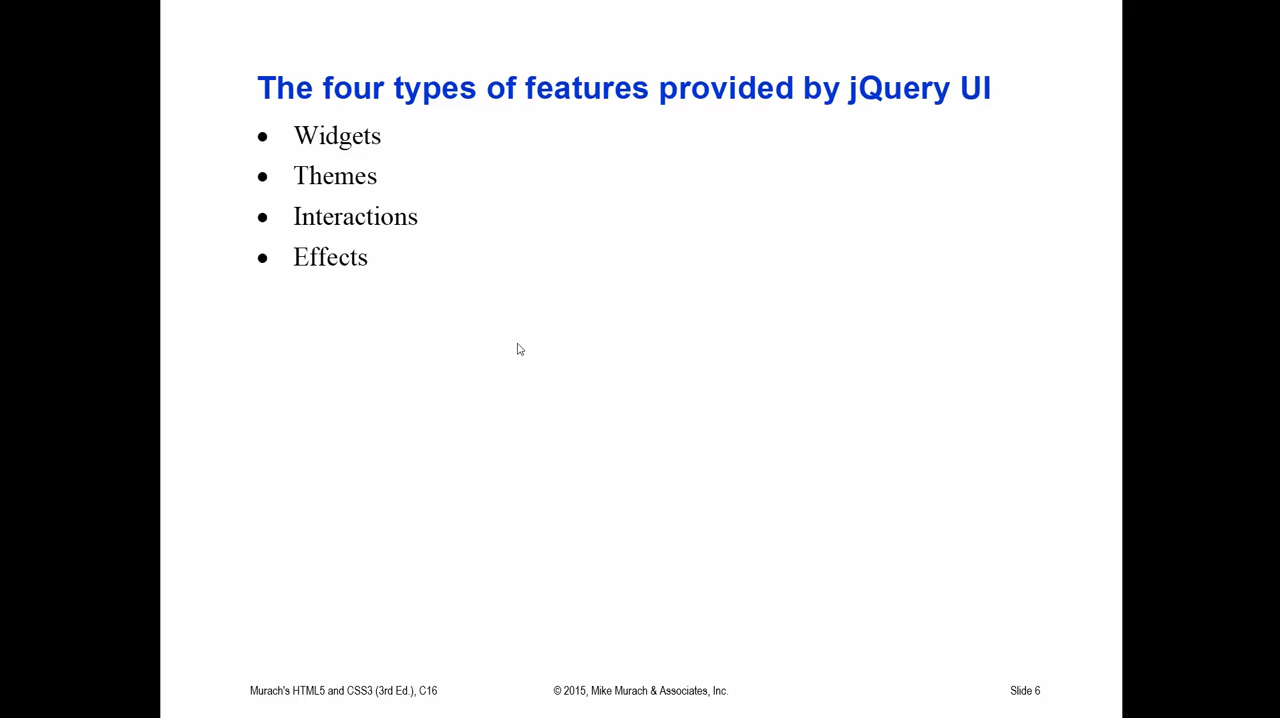 The four types of features provided by jQuery UI
• Widgets
• Themes
• Interactions
• Effects
Murach's HTML5 and CSS3 (3rd Ed.), C16
© 2015, Mike Murach & Associates, Inc.
Slide 6